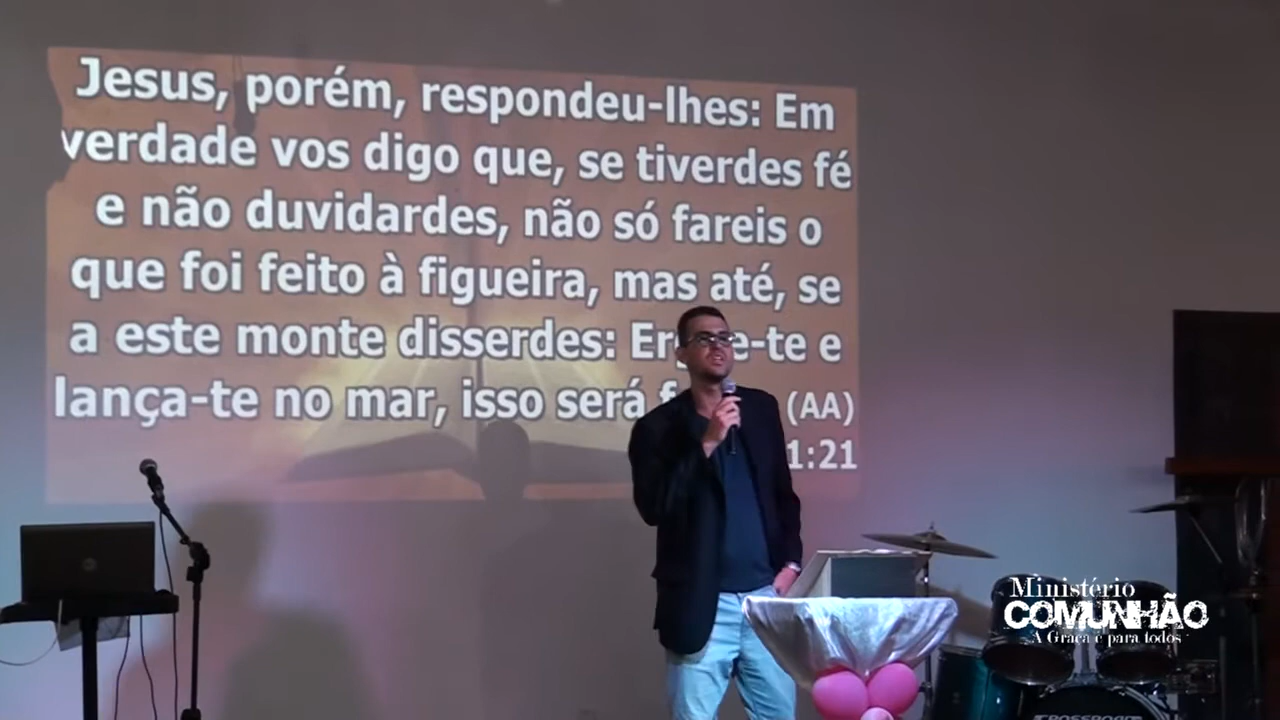 Jesus, porém, respondeu-lhes: Em
verdade vos digo que, se tiverdes fé
e não duvidardes, não só fareis o
que foi feito à figueira, mas até, se
a este monte disserdes: e-te e
lança-te no mar, isso será (AA)
1:21
Ministério
COMUNHÃO
A Graça é para todos
CROSSROAD